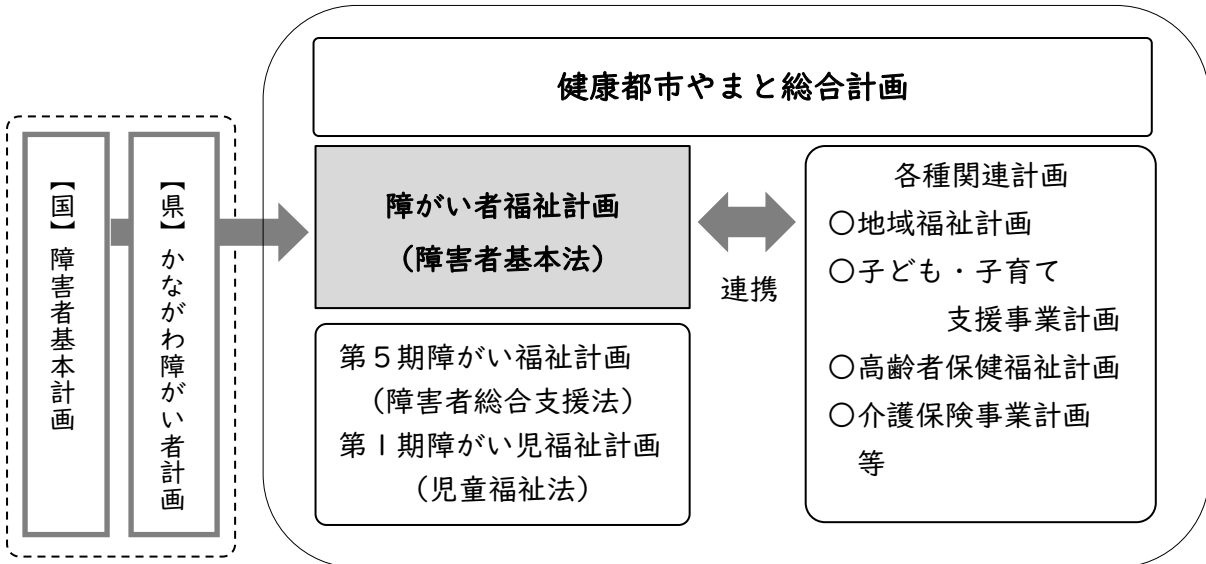 健康都市やまと総合計画
【国】障害者基本計画
【県】かながわ障がい者計画
障がい者福祉計画
（障害者基本法）
連携
第５期障がい福祉計画
（障害者総合支援法）
第１期障がい児福祉計画
（児童福祉法）
各種関連計画
○地域福祉計画
○子ども・子育て
支援事業計画
○高齢者保健福祉計画
○介護保険事業計画
等